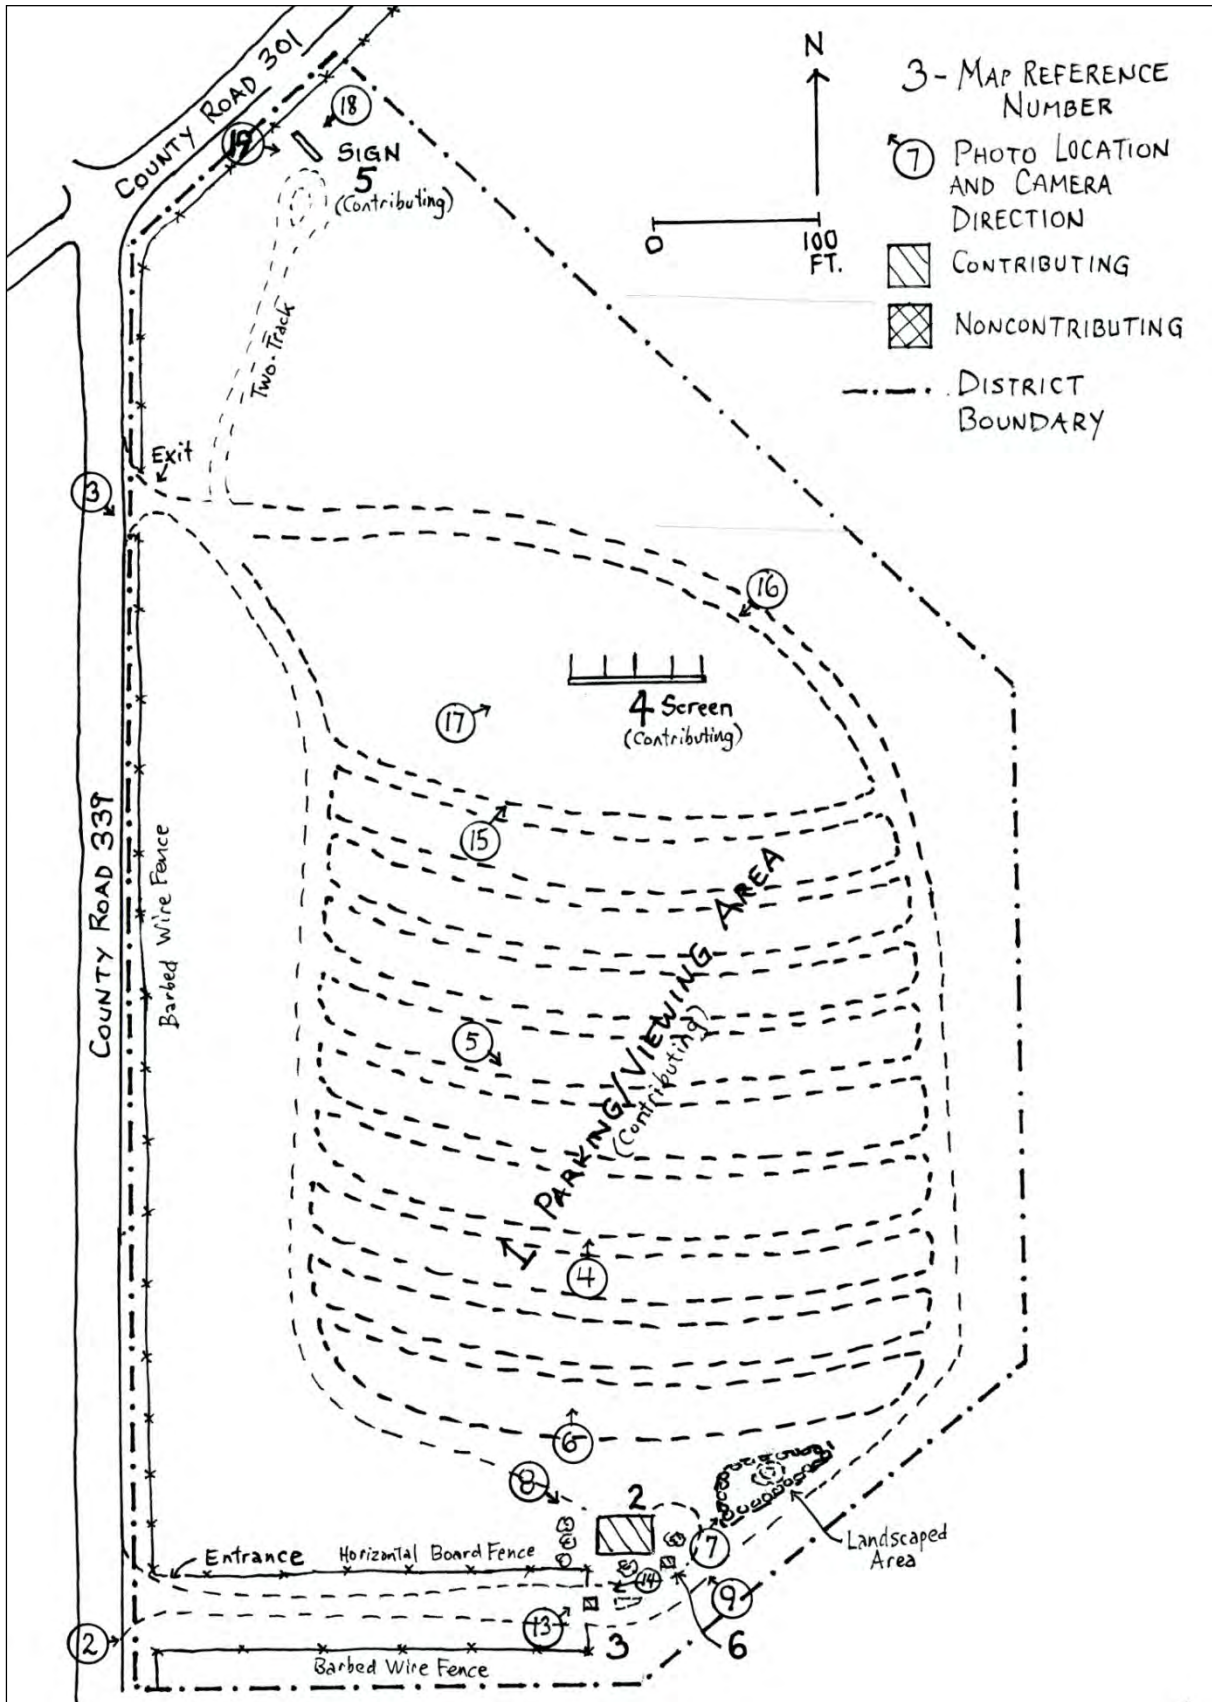 N
0
100
FT.
3 - MAP REFERENCE
NUMBER
7
PHOTO LOCATION
AND CAMERA
DIRECTION
CONTRIBUTING
NONCONTRIBUTING
DISTRICT
BOUNDARY
COUNTY ROAD 301
18
19
SIGN
5
(Contributing)
Two-Track
Exit
3
16
4 Screen
(Contributing)
17
15
COUNTY ROAD 339
Barbed Wire Fence
5
1 PARKING/VIEWING AREA
(Contributing)
4
6
8
2
7
Landscaped
Area
Entrance
Horizontal Board Fence
14
9
13
2
3
6
Barbed Wire Fence